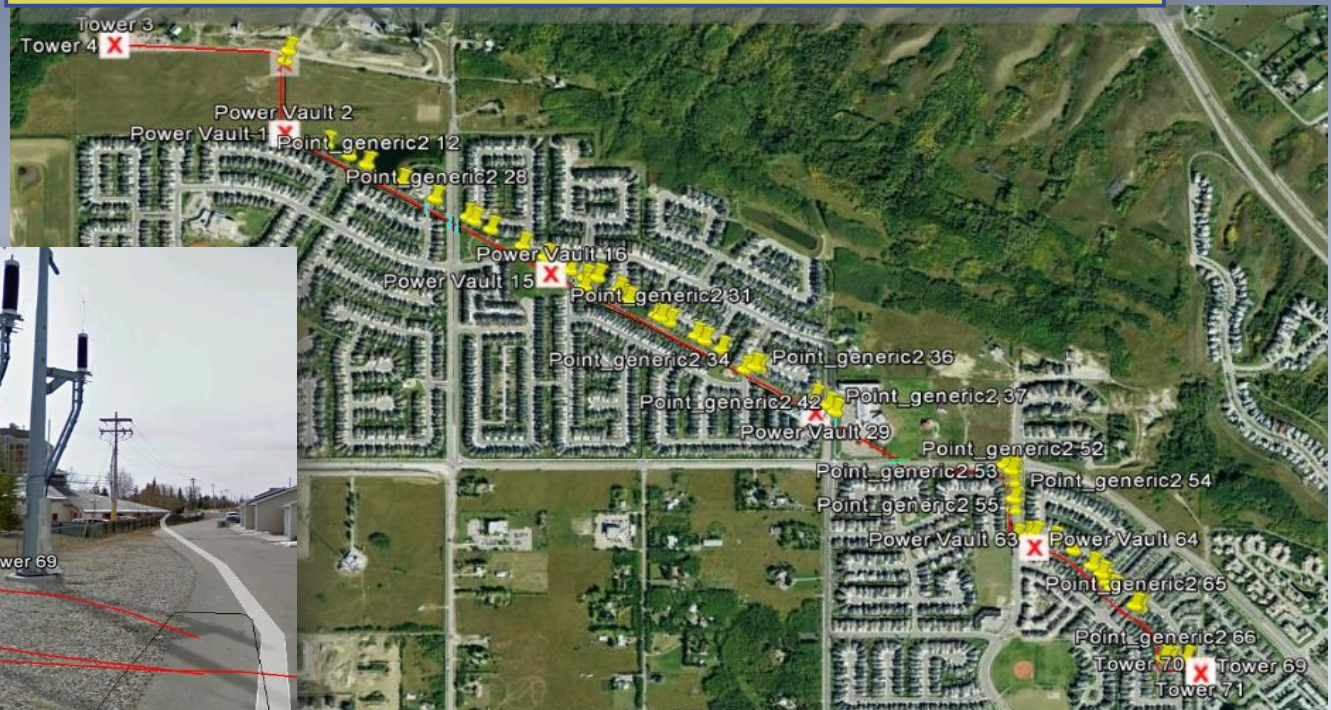 Tower 3
Tower 4
Power Vault 2
Power Vault 1
Point_generic2 12
Point_generic2 28
Power Vault 16
Power Vault 15
Point_generic2 31
Point_generic2 34
Point_generic2 36
Point_generic2 42
Point_generic2 37
Power Vault 29
Point_generic2 52
Point_generic2 53
Point_generic2 54
Point_generic2 55
Power Vault 63
Power Vault 64
wer 69
Point_generic2 65
Point_generic2 66
Tower 70
Tower 69
Tower 71